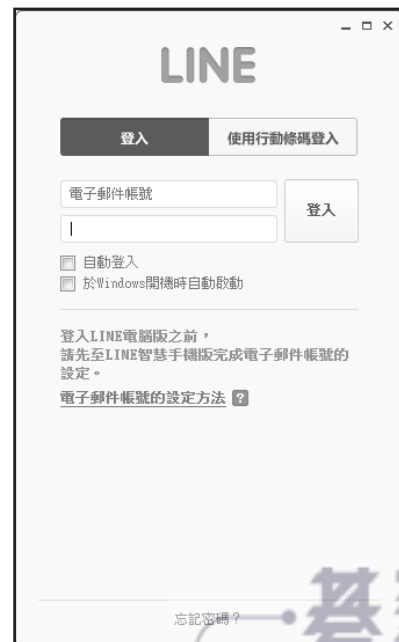 LINE
登入
使用行動條碼登入
電子郵件帳號
登入
自動登入
於Windows開機時自動啟動
登入LINE電腦版之前，
請先至LINE智慧手機版完成電子郵件帳號的
設定。
電子郵件帳號的設定方法 ?
忘記密碼？